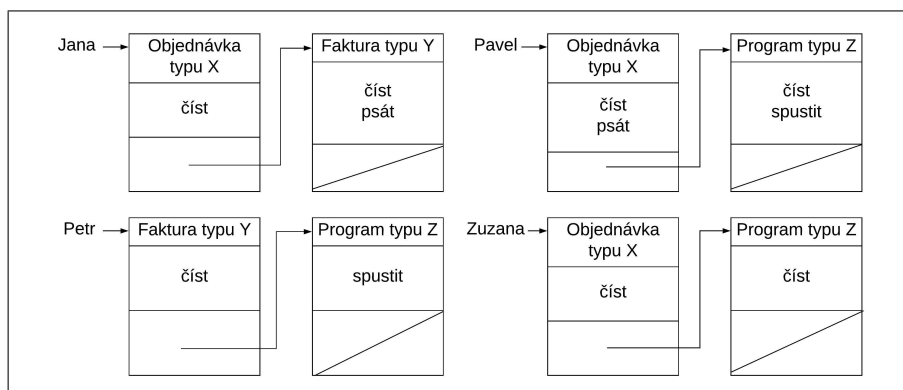 Jana
Objednávka
typu X
číst
Faktura typu Y
číst
psát
Pavel
Objednávka
typu X
číst
psát
Program typu Z
číst
spustit
Petr
Faktura typu Y
číst
Program typu Z
spustit
Zuzana
Objednávka
typu X
číst
Program typu Z
číst